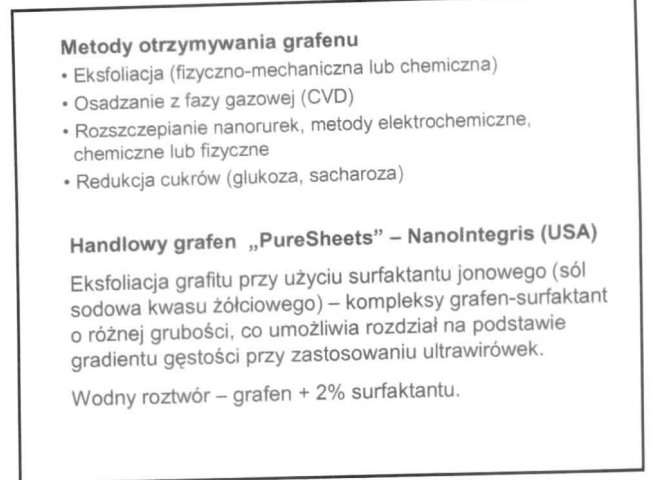 Metody otrzymywania grafenu
• Eksfoliacja (fizyczno-mechaniczna lub chemiczna)
• Osadzanie z fazy gazowej (CVD)
• Rozszczepianie nanorurek, metody elektrochemiczne,
chemiczne lub fizyczne
• Redukcja cukrów (glukoza, sacharoza)
Handlowy grafen „PureSheets” – NanoIntegris (USA)
Eksfoliacja grafitu przy użyciu surfaktantu jonowego (sól
sodowa kwasu żółciowego) – kompleksy grafen-surfaktant
o różnej grubości, co umożliwia rozdział na podstawie
gradientu gęstości przy zastosowaniu ultrawirówek.
Wodny roztwór – grafen + 2% surfaktantu.